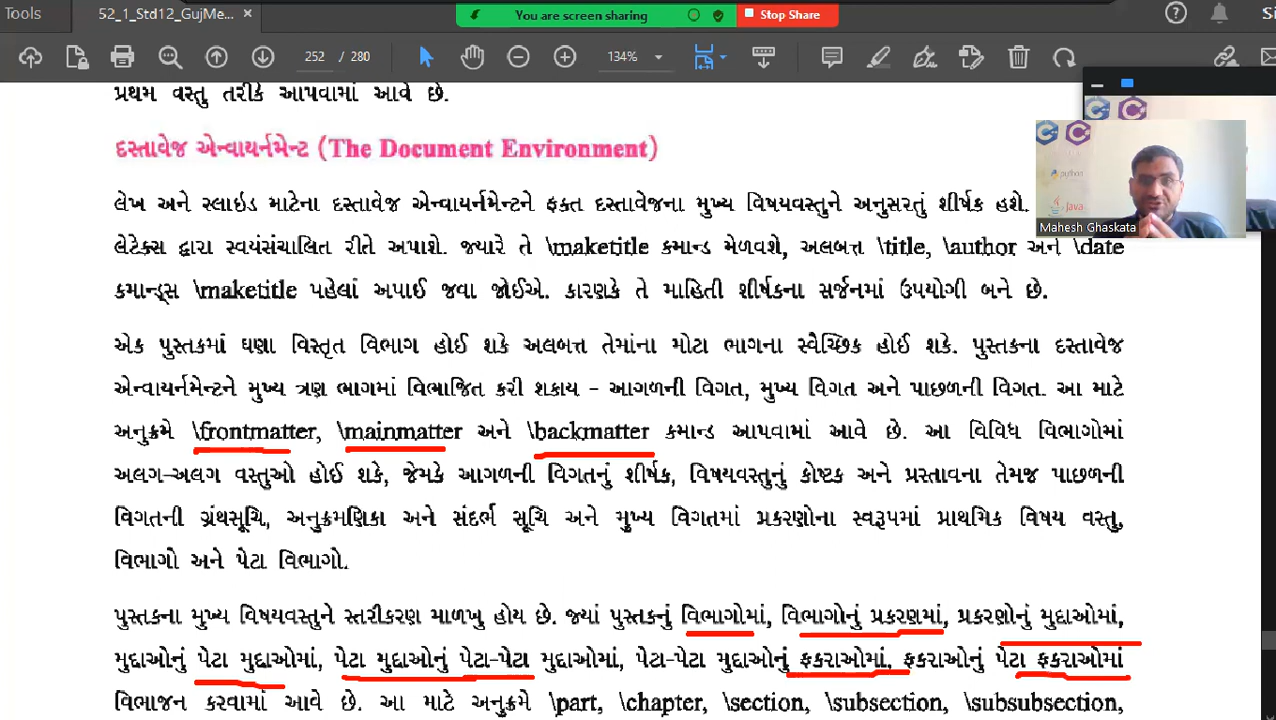 Tools
52_1_Std12_GujMe...
You are screen sharing
Stop Share
252 / 280
134%
પ્રથમ વસ્તુ તરીકે આપવામાં આવે છે.
દસ્તાવેજ એન્વાયર્નમેન્ટ (The Document Environment)
લેખ અને સ્લાઇડ માટેના દસ્તાવેજ એન્વાયર્નમેન્ટને ફક્ત દસ્તાવેજના મુખ્ય વિષયવસ્તુને અનુસરતું શીર્ષક હશે.
લેટેક્સ દ્વારા સ્વયંસંચાલિત રીતે અપાશે. જ્યારે તે \maketitle કમાન્ડ મેળવશે, અલબત્ત \title, \author અને \date
કમાન્ડ્સ \maketitle પહેલાં અપાઈ જવા જોઈએ. કારણકે તે માહિતી શીર્ષકના સર્જનમાં ઉપયોગી બને છે.
એક પુસ્તકમાં ઘણા વિસ્તૃત વિભાગ હોઈ શકે અલબત્ત તેમાંના મોટા ભાગના સ્વૈચ્છિક હોઈ શકે. પુસ્તકના દસ્તાવેજ
એન્વાયર્નમેન્ટને મુખ્ય ત્રણ ભાગમાં વિભાજિત કરી શકાય – આગળની વિગત, મુખ્ય વિગત અને પાછળની વિગત. આ માટે
અનુક્રમે \frontmatter, \mainmatter અને \backmatter કમાન્ડ આપવામાં આવે છે. આ વિવિધ વિભાગોમાં
અલગ-અલગ વસ્તુઓ હોઈ શકે, જેમકે આગળની વિગતનું શીર્ષક, વિષયવસ્તુનું કોષ્ટક અને પ્રસ્તાવના તેમજ પાછળની
વિગતની ગ્રંથસૂચિ, અનુક્રમણિકા અને સંદર્ભ સૂચિ અને મુખ્ય વિગતમાં પ્રકરણોના સ્વરૂપમાં પ્રાથમિક વિષય વસ્તુ,
વિભાગો અને પેટા વિભાગો.
પુસ્તકના મુખ્ય વિષયવસ્તુને સ્તરીકરણ માળખુ હોય છે. જ્યાં પુસ્તકનું વિભાગોમાં, વિભાગોનું પ્રકરણમાં, પ્રકરણોનું મુદાઓમાં,
મુદ્દાઓનું પેટા મુદ્દાઓમાં, પેટા મુદ્દાઓનું પેટા-પેટા મુદ્દાઓમાં, પેટા-પેટા મુદ્દાઓનું ફકરાઓમાં, ફકરાઓનું પેટા ફકરાઓમાં
વિભાજન કરવામાં આવે છે. આ માટે અનુક્રમે \part, \chapter, \section, \subsection, \subsubsection,
python
Java
Mahesh Ghaskata